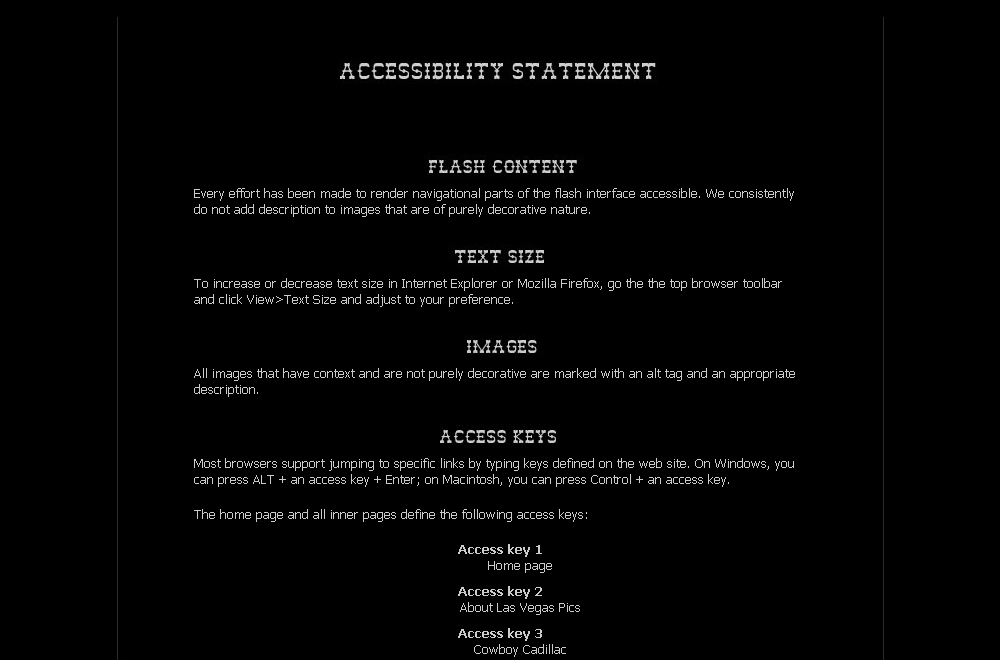 ACCESSIBILITY STATEMENT
FLASH CONTENT
Every effort has been made to render navigational parts of the flash interface accessible. We consistently
do not add description to images that are of purely decorative nature.
TEXT SIZE
To increase or decrease text size in Internet Explorer or Mozilla Firefox, go the the top browser toolbar
and click View>Text Size and adjust to your preference.
IMAGES
All images that have context and are not purely decorative are marked with an alt tag and an appropriate
description.
ACCESS KEYS
Most browsers support jumping to specific links by typing keys defined on the web site. On Windows, you
can press ALT + an access key + Enter; on Macintosh, you can press Control + an access key.
The home page and all inner pages define the following access keys:
Access key 1
Home page
Access key 2
About Las Vegas Pics
Access key 3
Cowboy Cadillac